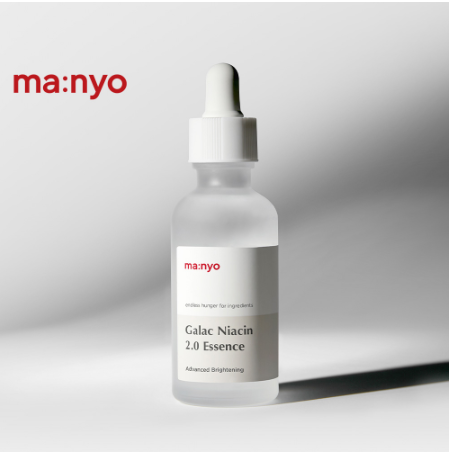 ma:nyo
ma:nyo
endless hunger for ingredients
Galac Niacin
2.0 Essence
Advanced Brightening